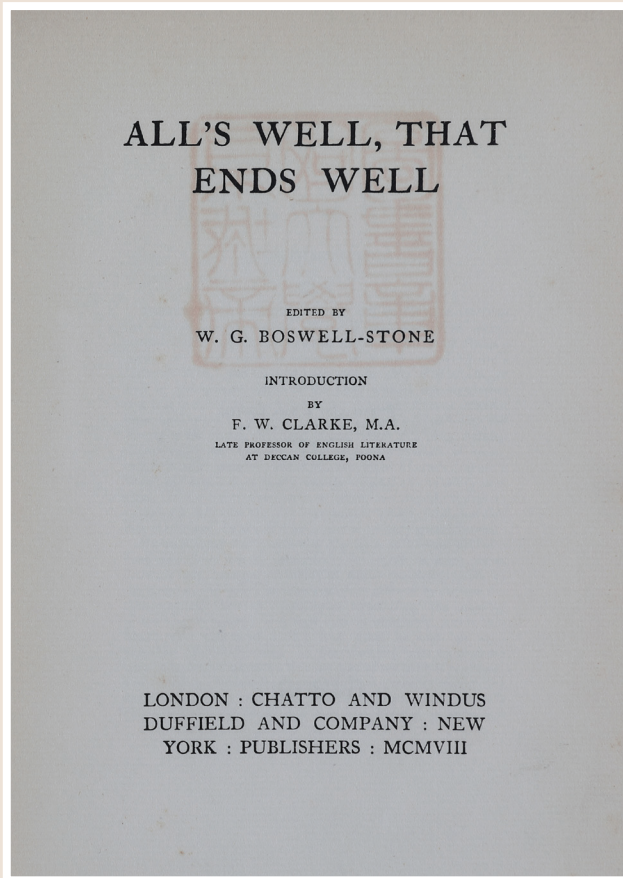 ALL'S WELL, THAT
ENDS WELL
EDITED BY
W. G. BOSWELL-STONE
INTRODUCTION
BY
F. W. CLARKE, M.A.
LATE PROFESSOR OF ENGLISH LITERATURE
AT DECCAN COLLEGE, POONA
LONDON : CHATTO AND WINDUS
DUFFIELD AND COMPANY : NEW
YORK : PUBLISHERS : MCMVIII